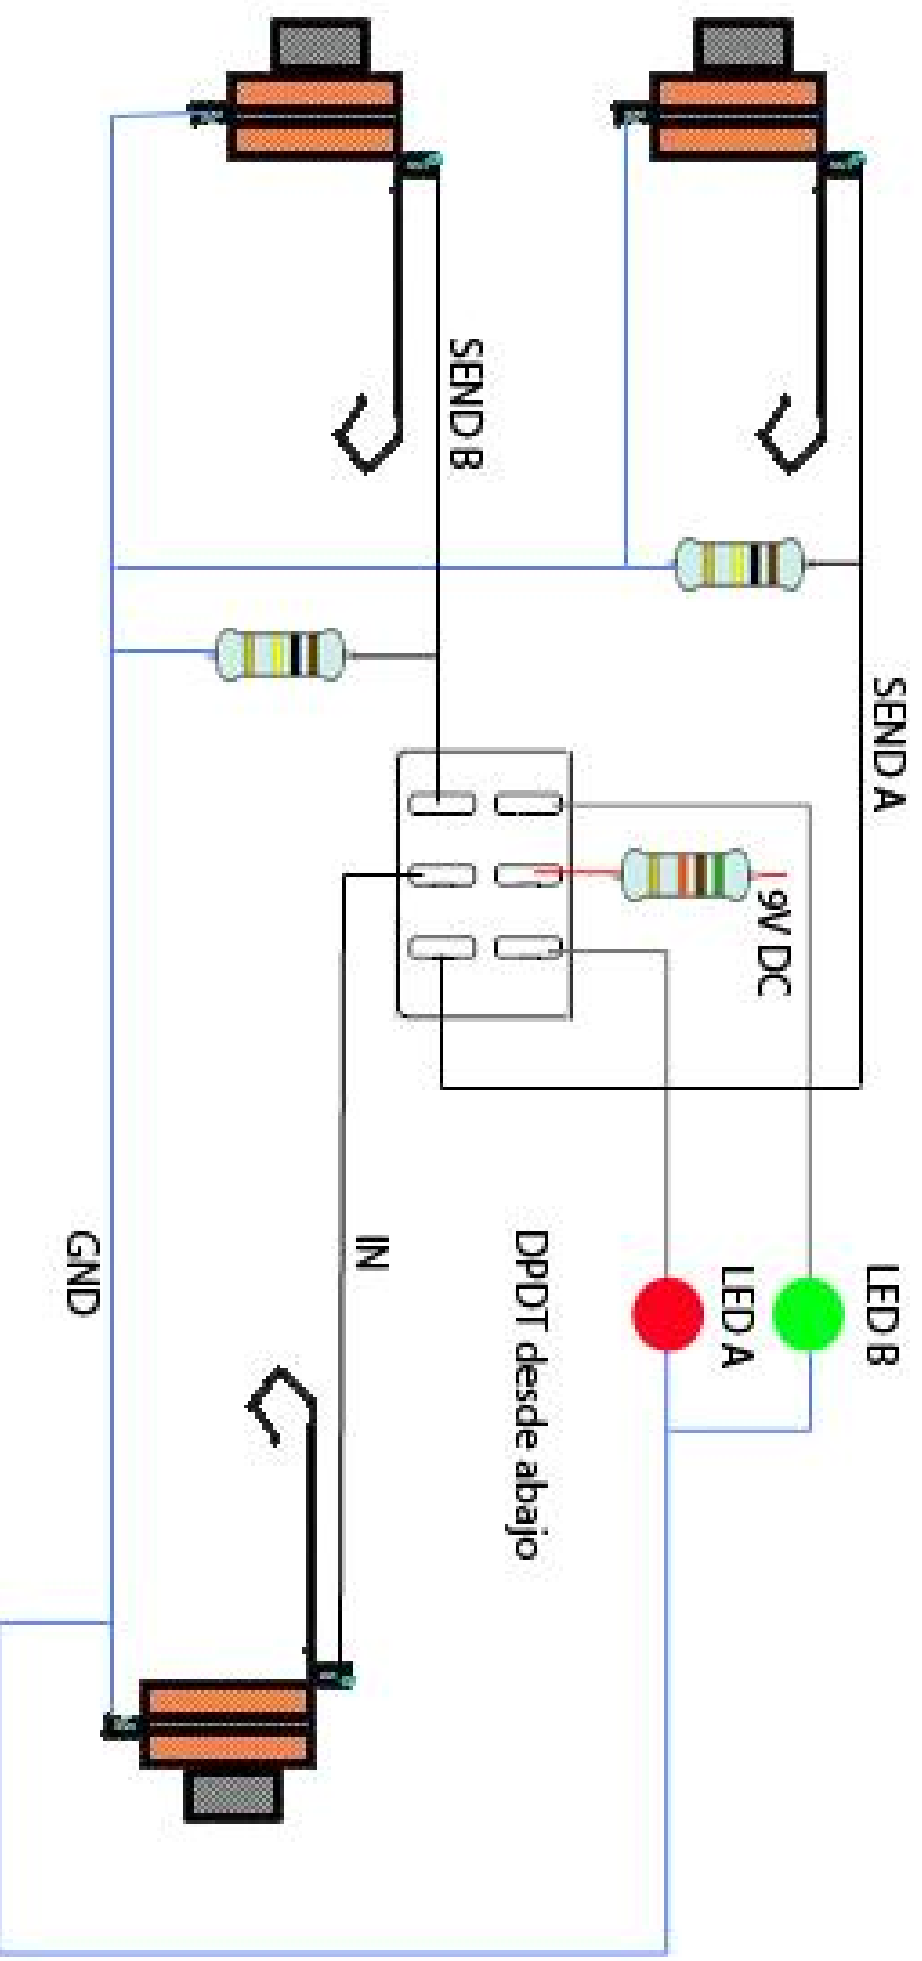 SEND B
SEND A
9V DC
GND
IN
DPDT desde abajo
LED A
LED B